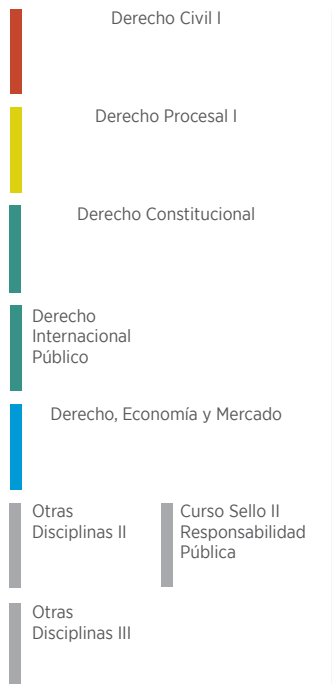 Derecho Civil I
Derecho Procesal I
Derecho Constitucional
Derecho
Internacional
Público
Derecho, Economía y Mercado
Otras
Disciplinas II
Curso Sello II
Responsabilidad
Pública
Otras
Disciplinas III